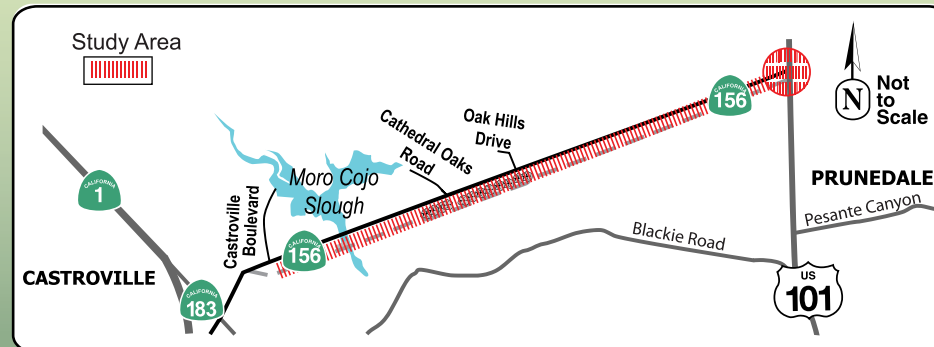 Study Area
CALIFORNIA
1
CASTROVILLE
CALIFORNIA
183
Castroville
Boulevard
Moro Cojo
Slough
CALIFORNIA
156
Cathedral Oaks
Road
Oak Hills
Drive
CALIFORNIA
156
N
Not
to
Scale
PRUNEDALE
Pesante Canyon
Blackie Road
US
101